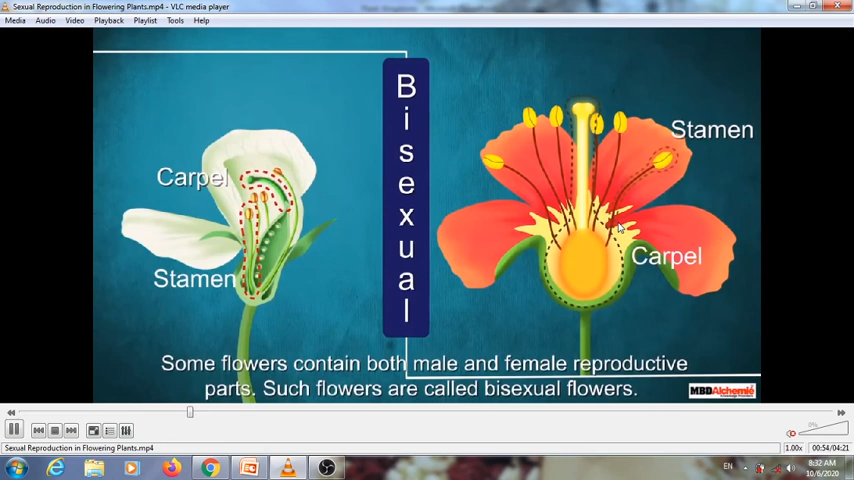 Sexual Reproduction in Flowering Plants.mp4 - VLC media player
Media Audio Video Playback Playlist Tools Help
Bisexual
Carpel
Stamen
Stamen
Carpel
Some flowers contain both male and female reproductive
parts. Such flowers are called bisexual flowers.
MBDAlchemie
0%
Sexual Reproduction in Flowering Plants.mp4
1.00x
00:54/04:21
EN
8:32 AM
10/6/2020